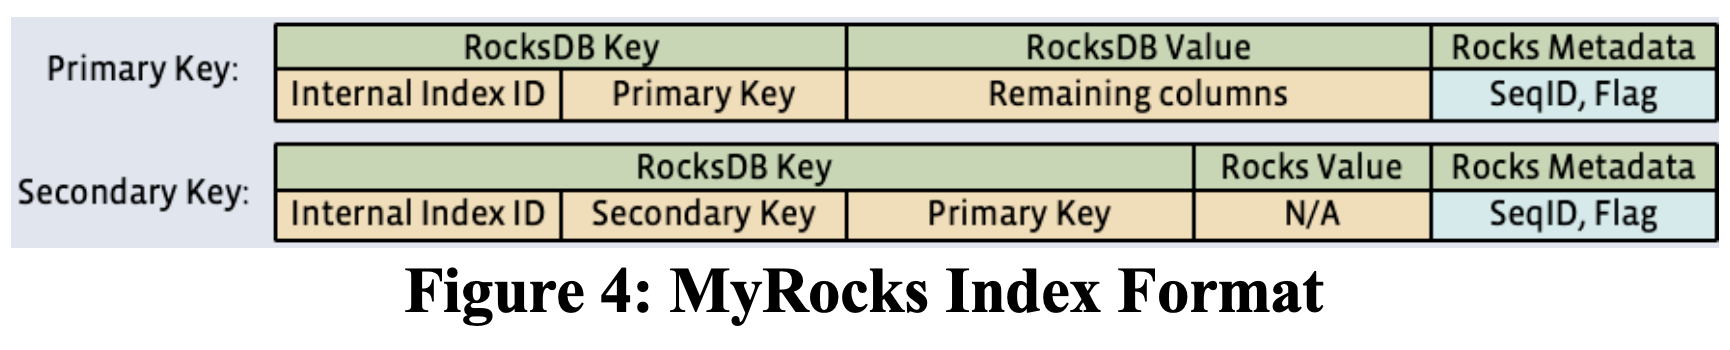 Primary Key:
RocksDB Key RocksDB Value Rocks Metadata
Internal Index ID Primary Key Remaining columns SeqID, Flag
Secondary Key:
RocksDB Key Rocks Value Rocks Metadata
Internal Index ID Secondary Key Primary Key N/A SeqID, Flag
Figure 4: MyRocks Index Format